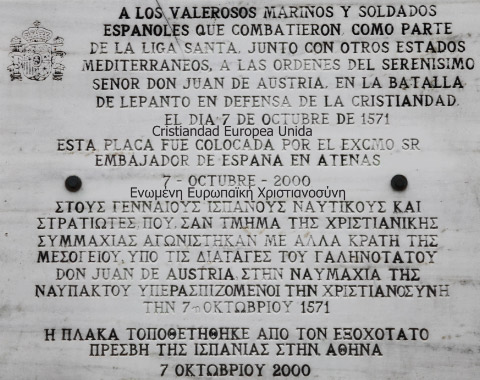 A LOS VALEROSOS MARIÑOS Y SOLDADOS
ESPAÑOLES QUE COMBATIERON, COMO PARTE
DE LA LIGA SANTA, JUNTO CON OTROS ESTADOS
MEDITERRANEOS, A LAS ORDENES DEL SERENISIMO
SEÑOR DON JUAN DE AUSTRIA, EN LA BATALLA
DE LEPANTO EN DEFENSA DE LA CRISTIANDAD,
EL DIA 7 DE OCTUBRE DE 1571
Cristiandad Europea Unida
ESTA PLACA FUE COLOCADA POR EL EXCMO SR
EMBAJADOR DE ESPAÑA EN ATENAS
7 - OCTUBRE - 2000
Ενωμένη Ευρωπαϊκή Χριστιανοσύνη
ΣΤΟΥΣ ΓΕΝΝΑΙΟΥΣ ΙΣΠΑΝΟΥΣ ΝΑΥΤΙΚΟΥΣ ΚΑΙ
ΣΤΡΑΤΙΩΤΕΣ ΠΟΥ ΣΑΝ ΤΜΗΜΑ ΤΗΣ ΧΡΙΣΤΙΑΝΙΚΗΣ
ΣΥΜΜΑΧΙΑΣ ΑΓΩΝΙΣΤΗΚΑΝ ΜΕ ΑΛΛΑ ΚΡΑΤΗ ΤΗΣ
ΜΕΣΟΓΕΙΟΥ, ΥΠΟ ΤΙΣ ΔΙΑΤΑΓΕΣ ΤΟΥ ΓΑΛΗΝΟΤΑΤΟΥ
DON JUAN DE AUSTRIA ΣΤΗΝ ΝΑΥΜΑΧΙΑ ΤΗΣ
ΝΑΥΠΑΚΤΟΥ ΥΠΕΡΑΣΠΙΖΟΜΕΝΟΙ ΤΗΝ ΧΡΙΣΤΙΑΝΟΣΥΝΗ
ΤΗΝ 7 ΟΚΤΩΒΡΙΟΥ 1571
Η ΠΛΑΚΑ ΤΟΠΟΘΕΤΗΘΗΚΕ ΑΠΟ ΤΟΝ ΕΞΟΧΟΤΑΤΟ
ΠΡΕΣΒΗ ΤΗΣ ΙΣΠΑΝΙΑΣ ΣΤΗΝ ΑΘΗΝΑ
7 ΟΚΤΩΒΡΙΟΥ 2000